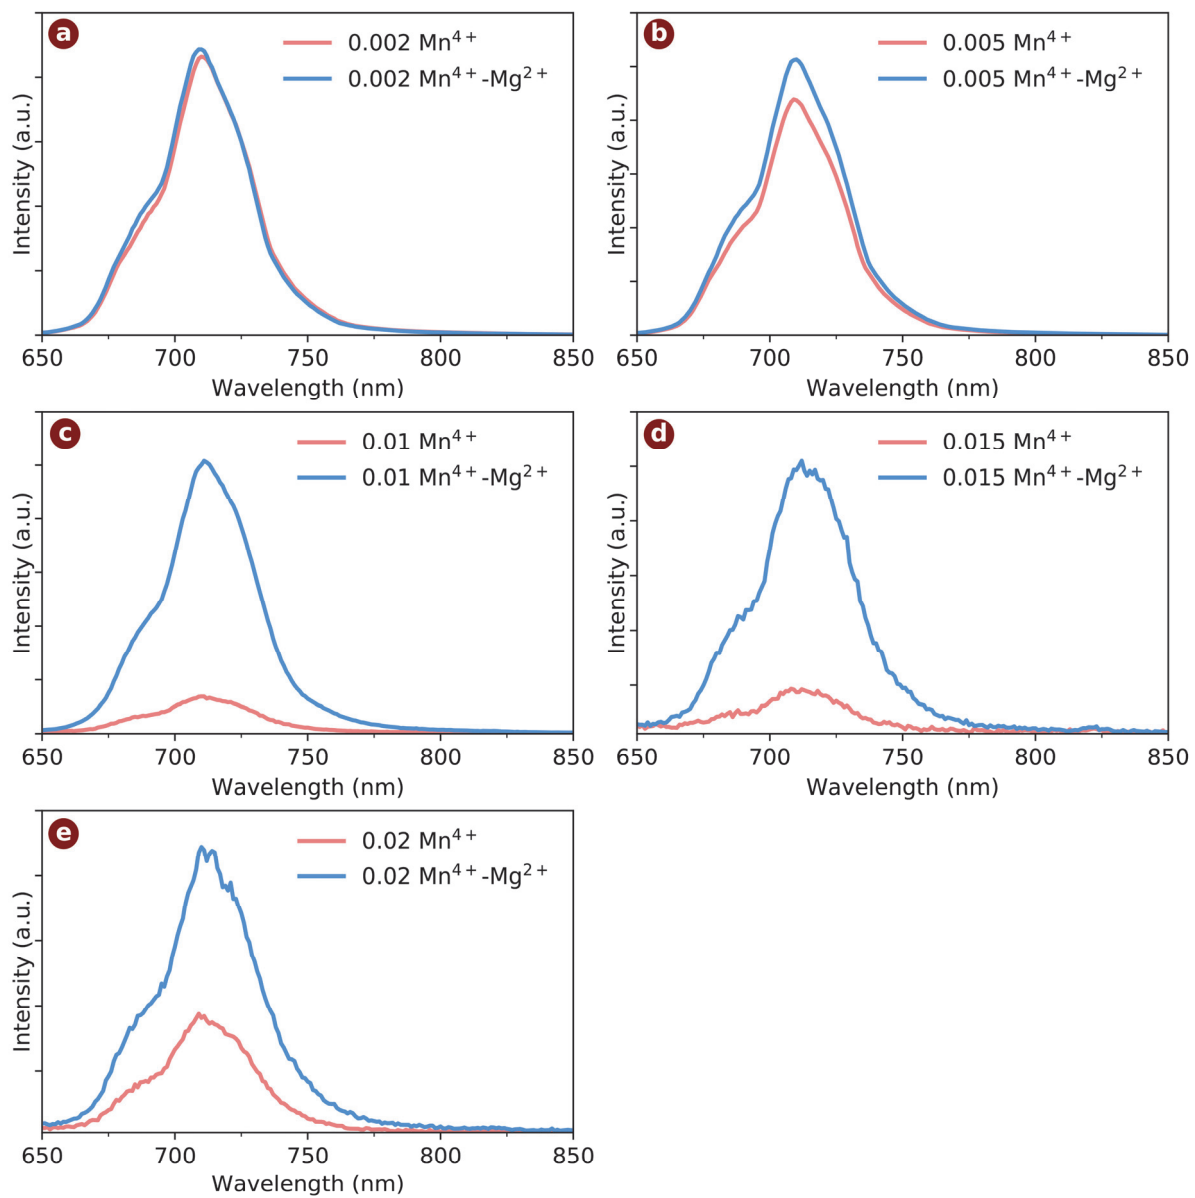 a
0.002 Mn⁴⁺
0.002 Mn⁴⁺-Mg²⁺
Intensity (a.u.)
650 700 750 800 850
Wavelength (nm)
b
0.005 Mn⁴⁺
0.005 Mn⁴⁺-Mg²⁺
Intensity (a.u.)
650 700 750 800 850
Wavelength (nm)
c
0.01 Mn⁴⁺
0.01 Mn⁴⁺-Mg²⁺
Intensity (a.u.)
650 700 750 800 850
Wavelength (nm)
d
0.015 Mn⁴⁺
0.015 Mn⁴⁺-Mg²⁺
Intensity (a.u.)
650 700 750 800 850
Wavelength (nm)
e
0.02 Mn⁴⁺
0.02 Mn⁴⁺-Mg²⁺
Intensity (a.u.)
650 700 750 800 850
Wavelength (nm)